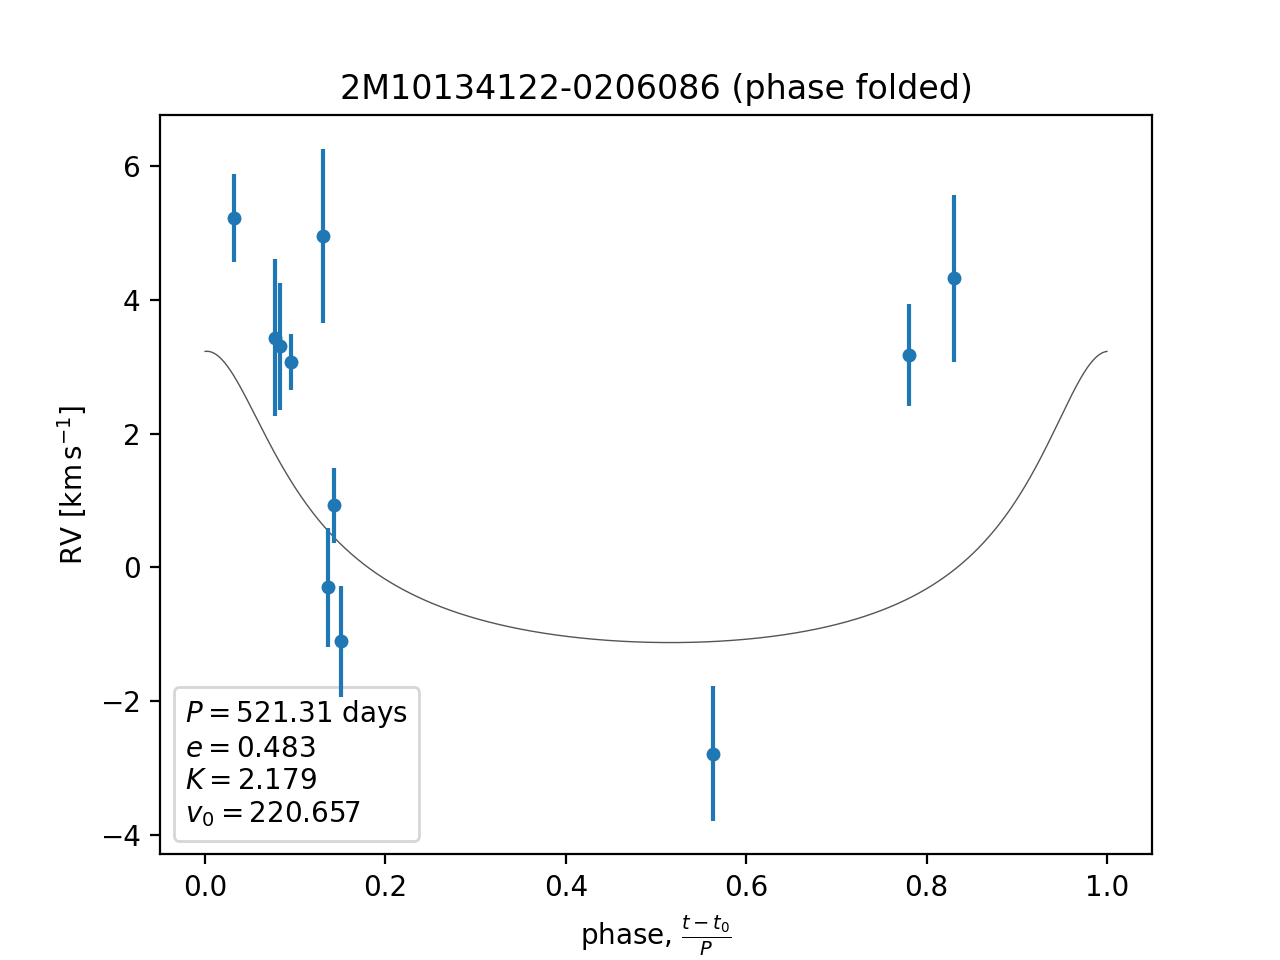 2M10134122-0206086 (phase folded)
RV [km s⁻¹]
6
4
2
0
−2
−4
P = 521.31 days
e = 0.483
K = 2.179
v₀ = 220.657
0.0 0.2 0.4 0.6 0.8 1.0
phase, (t − t₀)/P